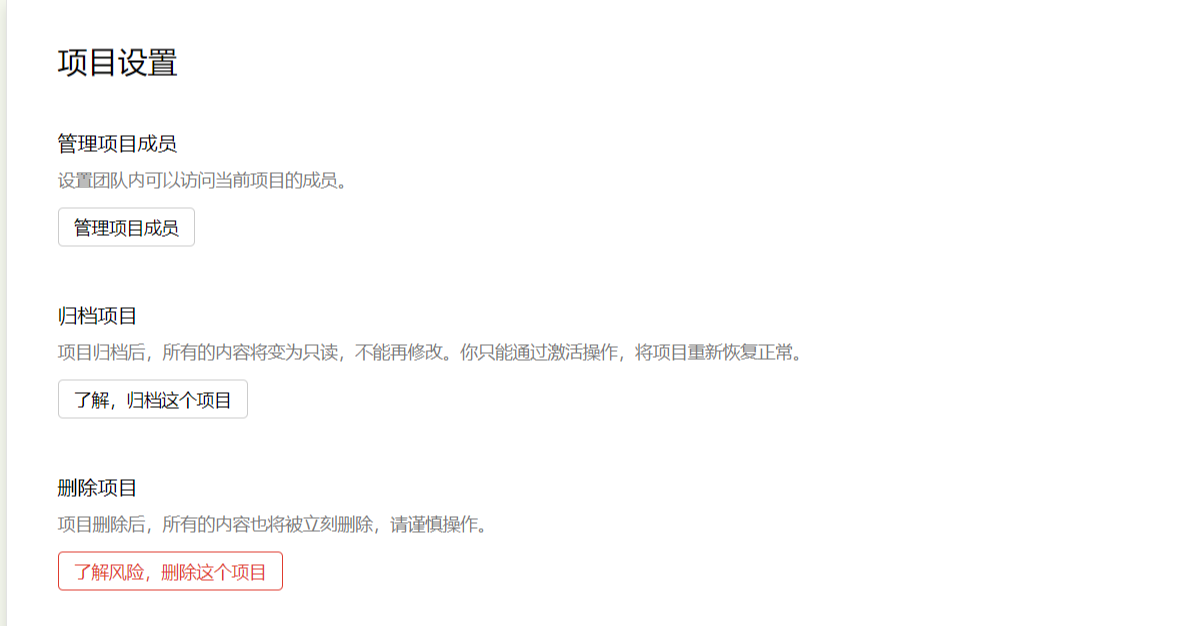 项目设置
管理项目成员
设置团队内可以访问当前项目的成员。
管理项目成员
归档项目
项目归档后，所有的内容将变为只读，不能再修改。你只能通过激活操作，将项目重新恢复正常。
了解，归档这个项目
删除项目
项目删除后，所有的内容也将被立刻删除，请谨慎操作。
了解风险，删除这个项目